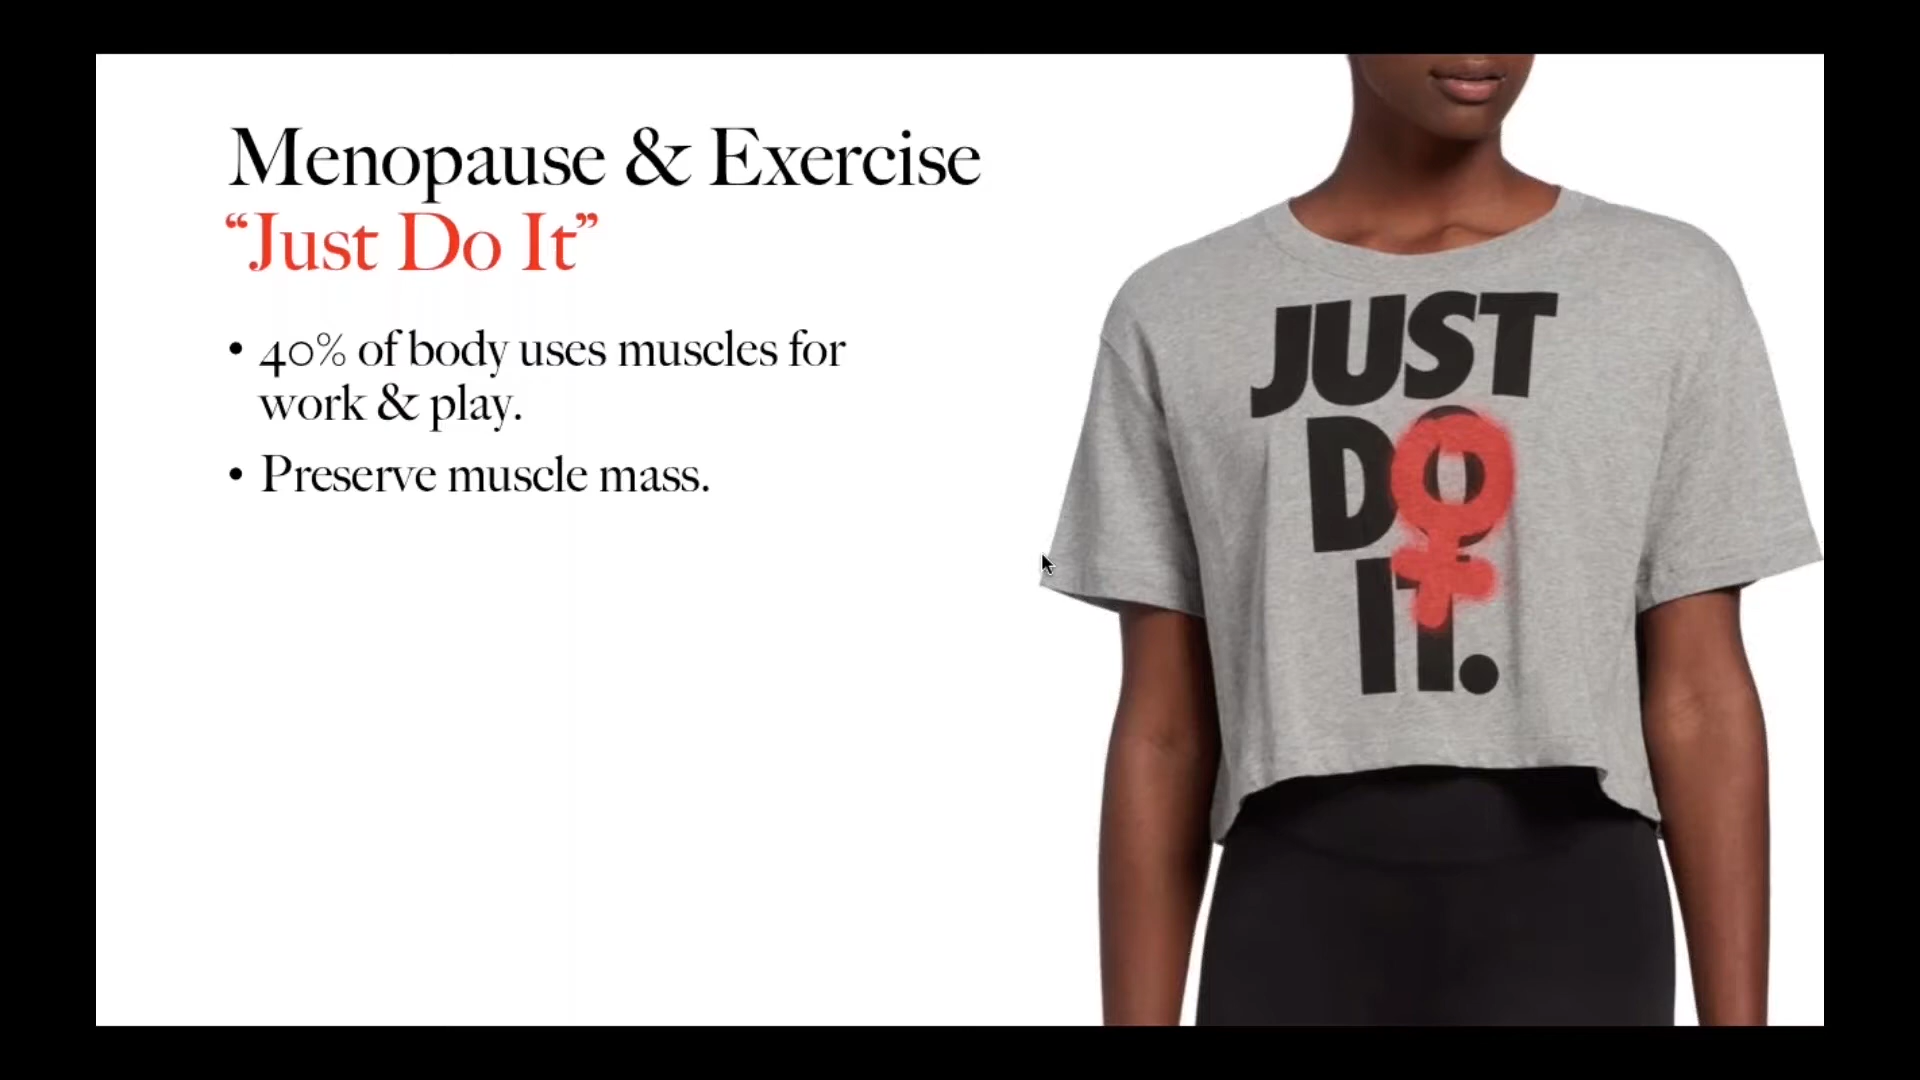 Menopause & Exercise
“Just Do It”
• 40% of body uses muscles for
work & play.
• Preserve muscle mass.
JUST
DO
IT.